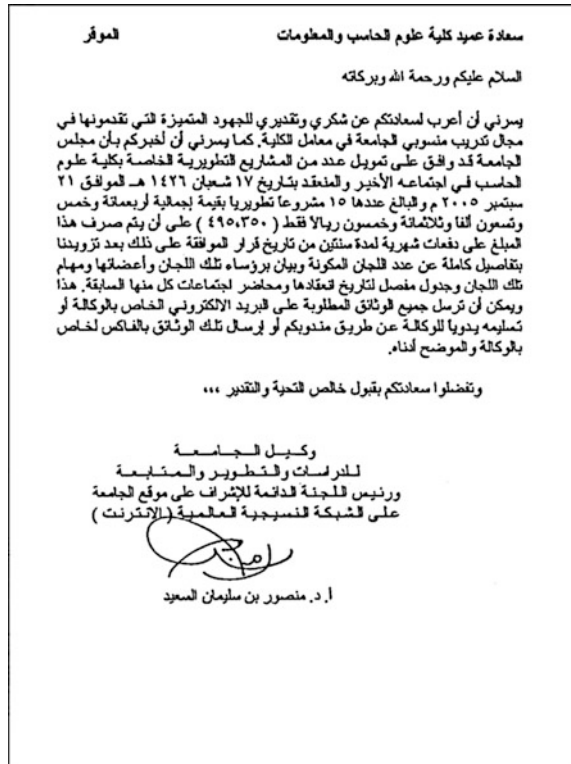 سعادة عميد كلية علوم الحاسب والمعلومات الموقر
السلام عليكم ورحمة الله وبركاته
يسرني أن أعرب لسعادتكم عن شكري وتقديري للجهود المتميزة التي تقدمونها في
مجال تدريب منسوبي الجامعة في معامل الكلية. كما يسرني أن أخبركم بأن مجلس
الجامعة قد وافق على تمويل عدد من المشاريع التطويرية الخاصة بكلية علوم
الحاسب في اجتماعه الأخير والمنعقد بتاريخ ١٧ شعبان ١٤٢٦ هـ الموافق ٢١
سبتمبر ٢٠٠٥ م والبالغ عددها ١٥ مشروعا تطويريا بقيمة إجمالية أربعمائة وخمس
وتسعون ألفا وثلاثمائة وخمسون ريالا فقط ( ٤٩٥،٣٥٠ ) على أن يتم صرف هذا
المبلغ على دفعات شهرية لمدة سنتين من تاريخ قرار الموافقة على ذلك بعد تزويدنا
بتفاصيل كاملة عن عدد اللجان المكونة وبيان برؤساء تلك اللجان وأعضائها ومهام
تلك اللجان وجدول مفصل لتاريخ انعقادها ومحاضر اجتماعات كل منها السابقة. هذا
ويمكن أن ترسل جميع الوثائق المطلوبة على البريد الالكتروني الخاص بالوكالة أو
تسليمه يدويا للوكالة عن طريق مندوبكم أو إرسال تلك الوثائق بالفاكس لخاص
بالوكالة والموضح أدناه.
وتفضلوا سعادتكم بقبول خالص التحية والتقدير ،،،
وكيل الجامعة
للدراسات والتطوير والمتابعة
ورئيس اللجنة الدائمة للإشراف على موقع الجامعة
على الشبكة النسيجية العالمية ( الانترنت )
أ. د. منصور بن سليمان السعيد